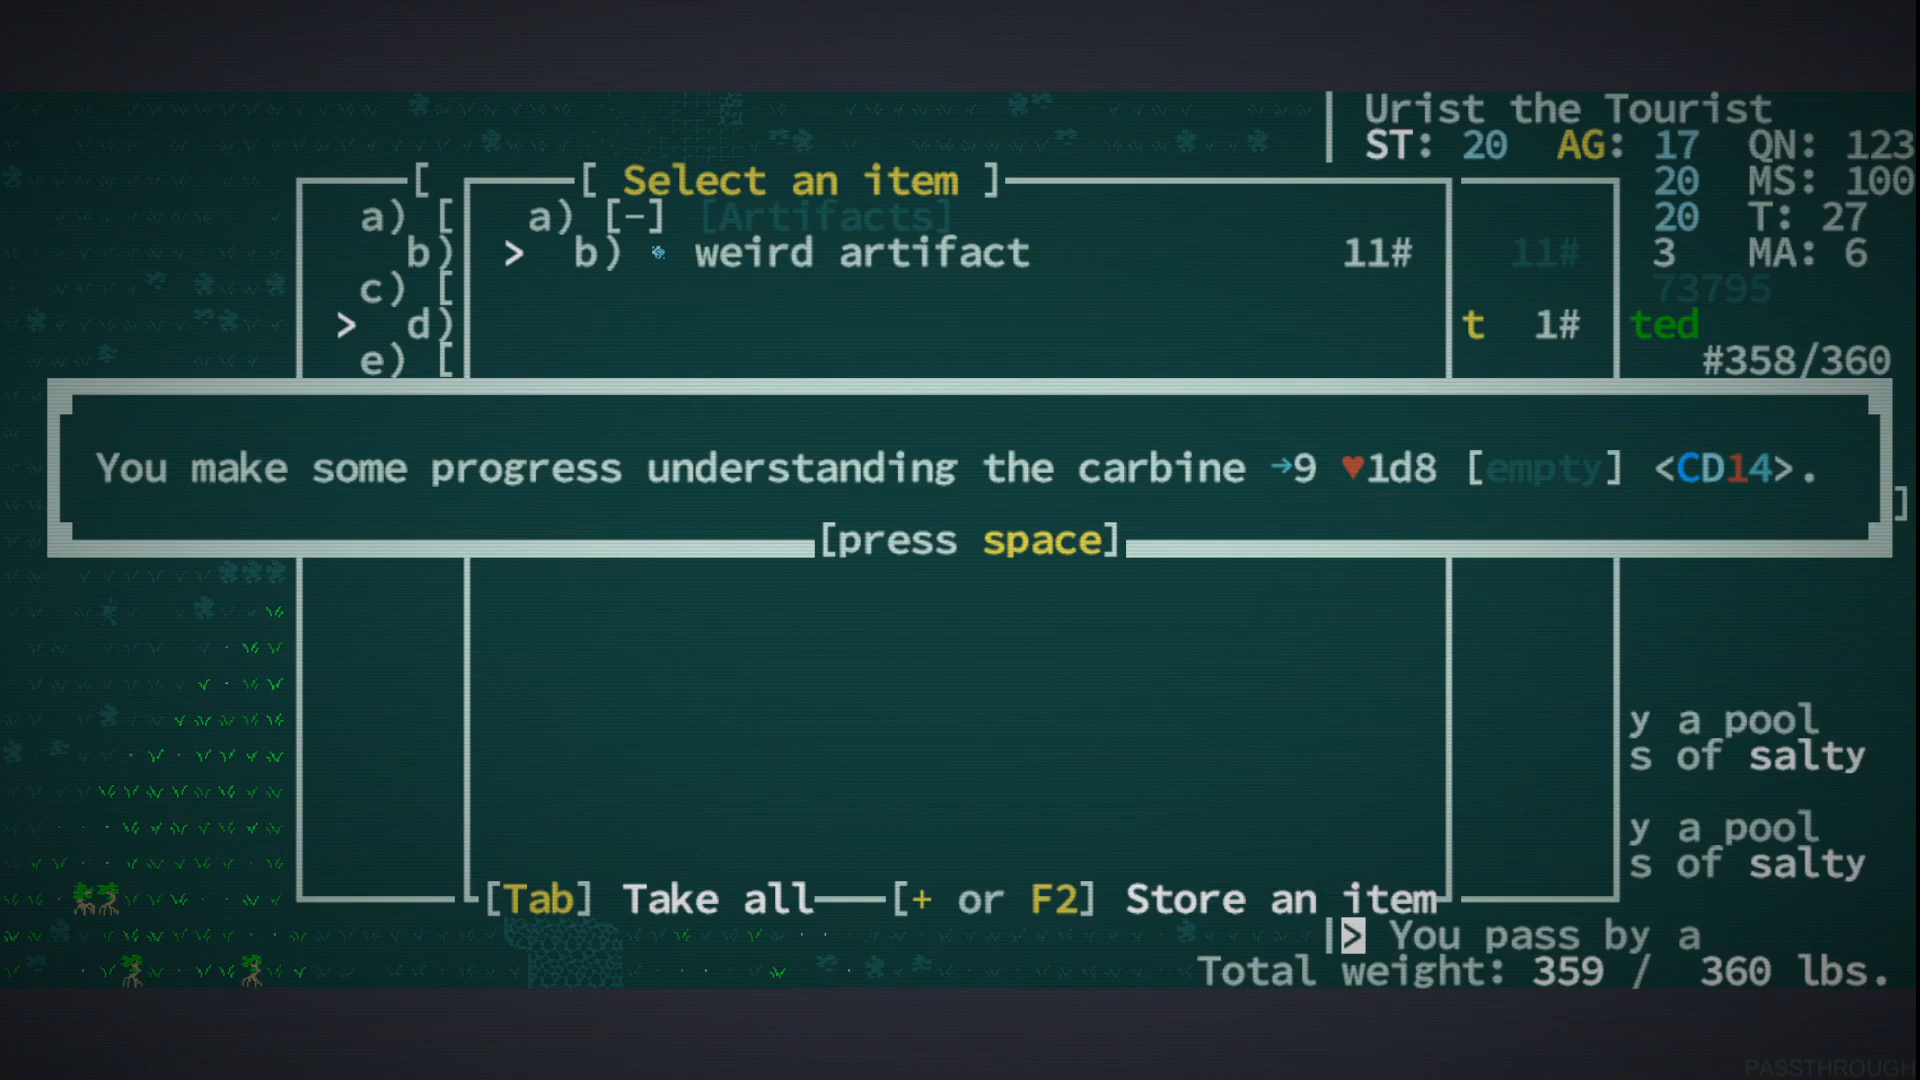 Urist the Tourist
ST: 20 AG: 17 QN: 123
[ [ Select an item ] 20 MS: 100
a) [ a) [-] [Artifacts] 20 T: 27
b) > b) weird artifact 11# 11# 3 MA: 6
c) [ 73795
> d) t 1# ted
e) [ #358/360
You make some progress understanding the carbine →9 ♥1d8 [empty] <CD14>.
]
[press space]
y a pool
s of salty
y a pool
s of salty
[Tab] Take all [+ or F2] Store an item
> You pass by a
Total weight: 359 / 360 lbs.
PASSTHROUGH